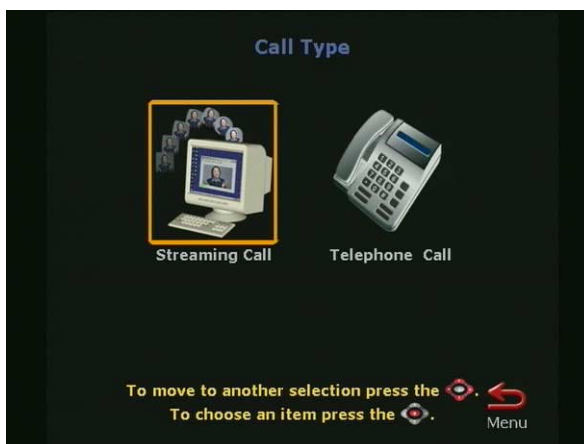 Call Type
Streaming Call
Telephone Call
To move to another selection press the .
To choose an item press the .
Menu